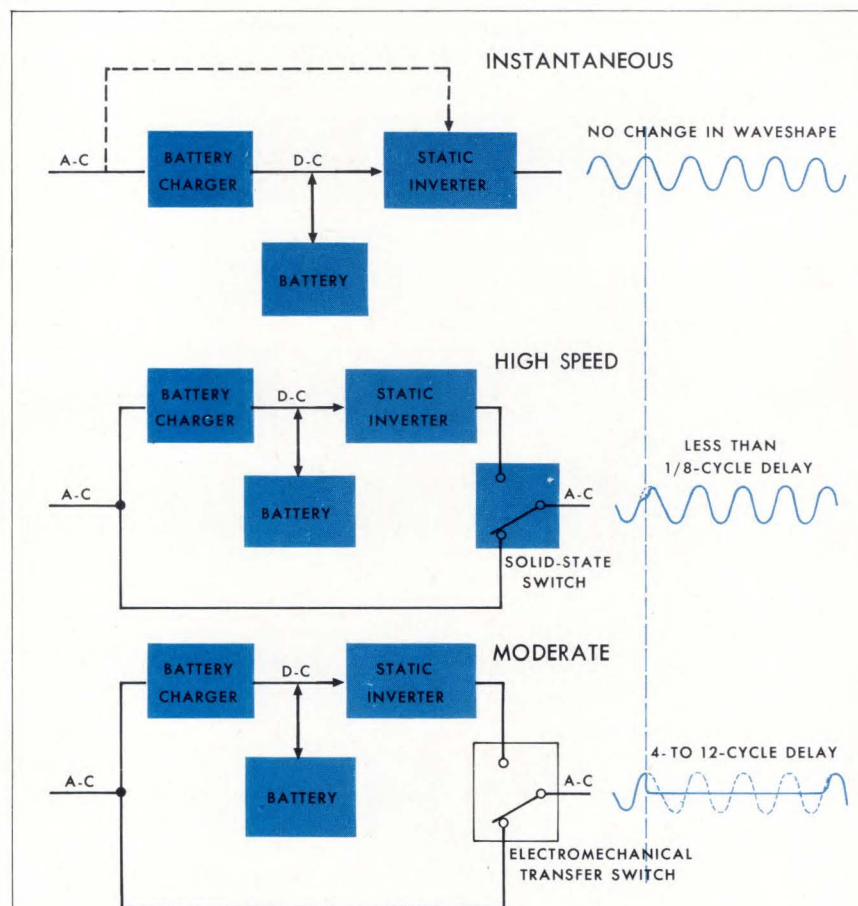 INSTANTANEOUS
NO CHANGE IN WAVESHAPE
A-C
BATTERY
CHARGER
D-C
STATIC
INVERTER
BATTERY
HIGH SPEED
BATTERY
CHARGER
D-C
STATIC
INVERTER
LESS THAN
1/8-CYCLE DELAY
A-C
BATTERY
A-C
SOLID-STATE
SWITCH
MODERATE
BATTERY
CHARGER
D-C
STATIC
INVERTER
4- TO 12-CYCLE DELAY
A-C
BATTERY
A-C
ELECTROMECHANICAL
TRANSFER SWITCH